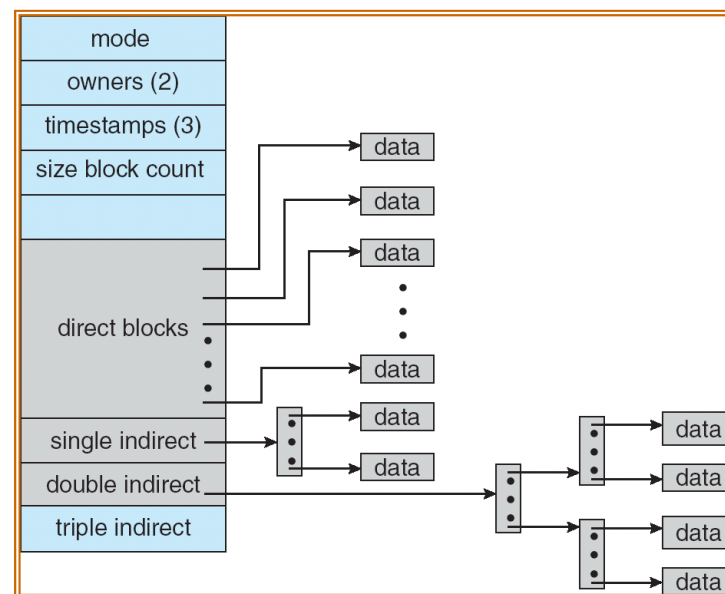 mode
owners (2)
timestamps (3)
size block count
direct blocks
single indirect
double indirect
triple indirect
data
data
data
data
data
data
data
data
data
data